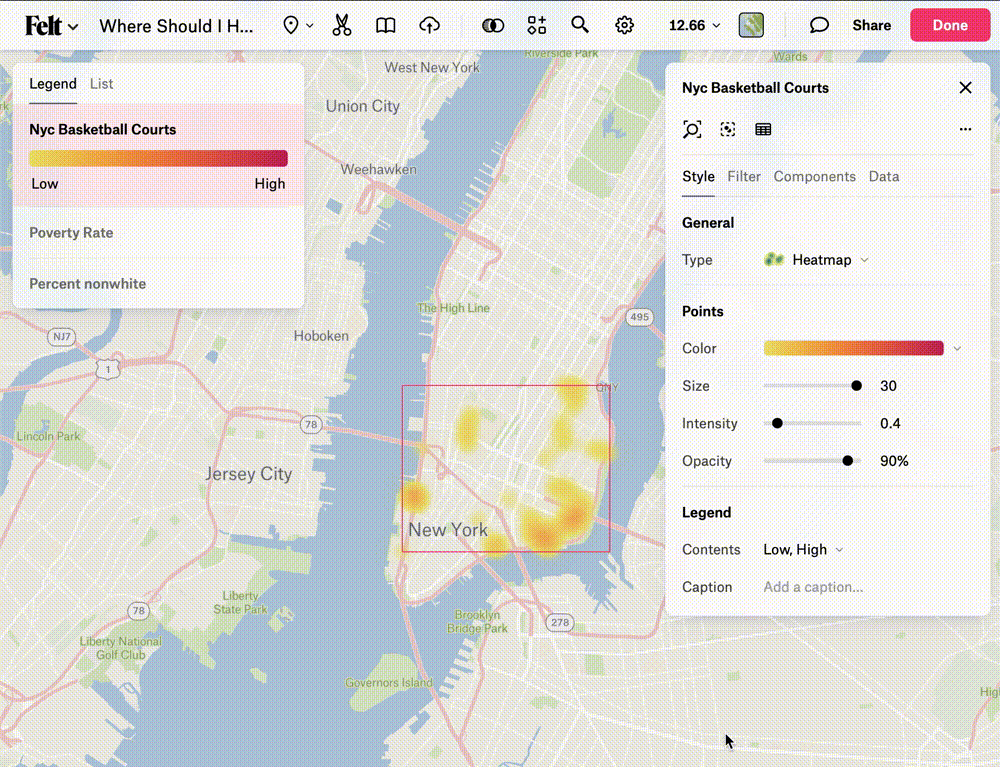 Felt
Where Should I H...
12.66
Share
Done
Legend
List
Nyc Basketball Courts
Low
High
Poverty Rate
Percent nonwhite
Nyc Basketball Courts
Style
Filter
Components
Data
General
Type
Heatmap
Points
Color
Size
30
Intensity
0.4
Opacity
90%
Legend
Contents
Low, High
Caption
Add a caption...
Riverside Park
Wards
West New York
Union City
Weehawken
The High Line
495
NJ7
Hoboken
1
GNY
78
Lincoln Park
Jersey City
New York
78
Liberty
State Park
Brooklyn
Bridge Park
278
Liberty National
Golf Club
Governors Island